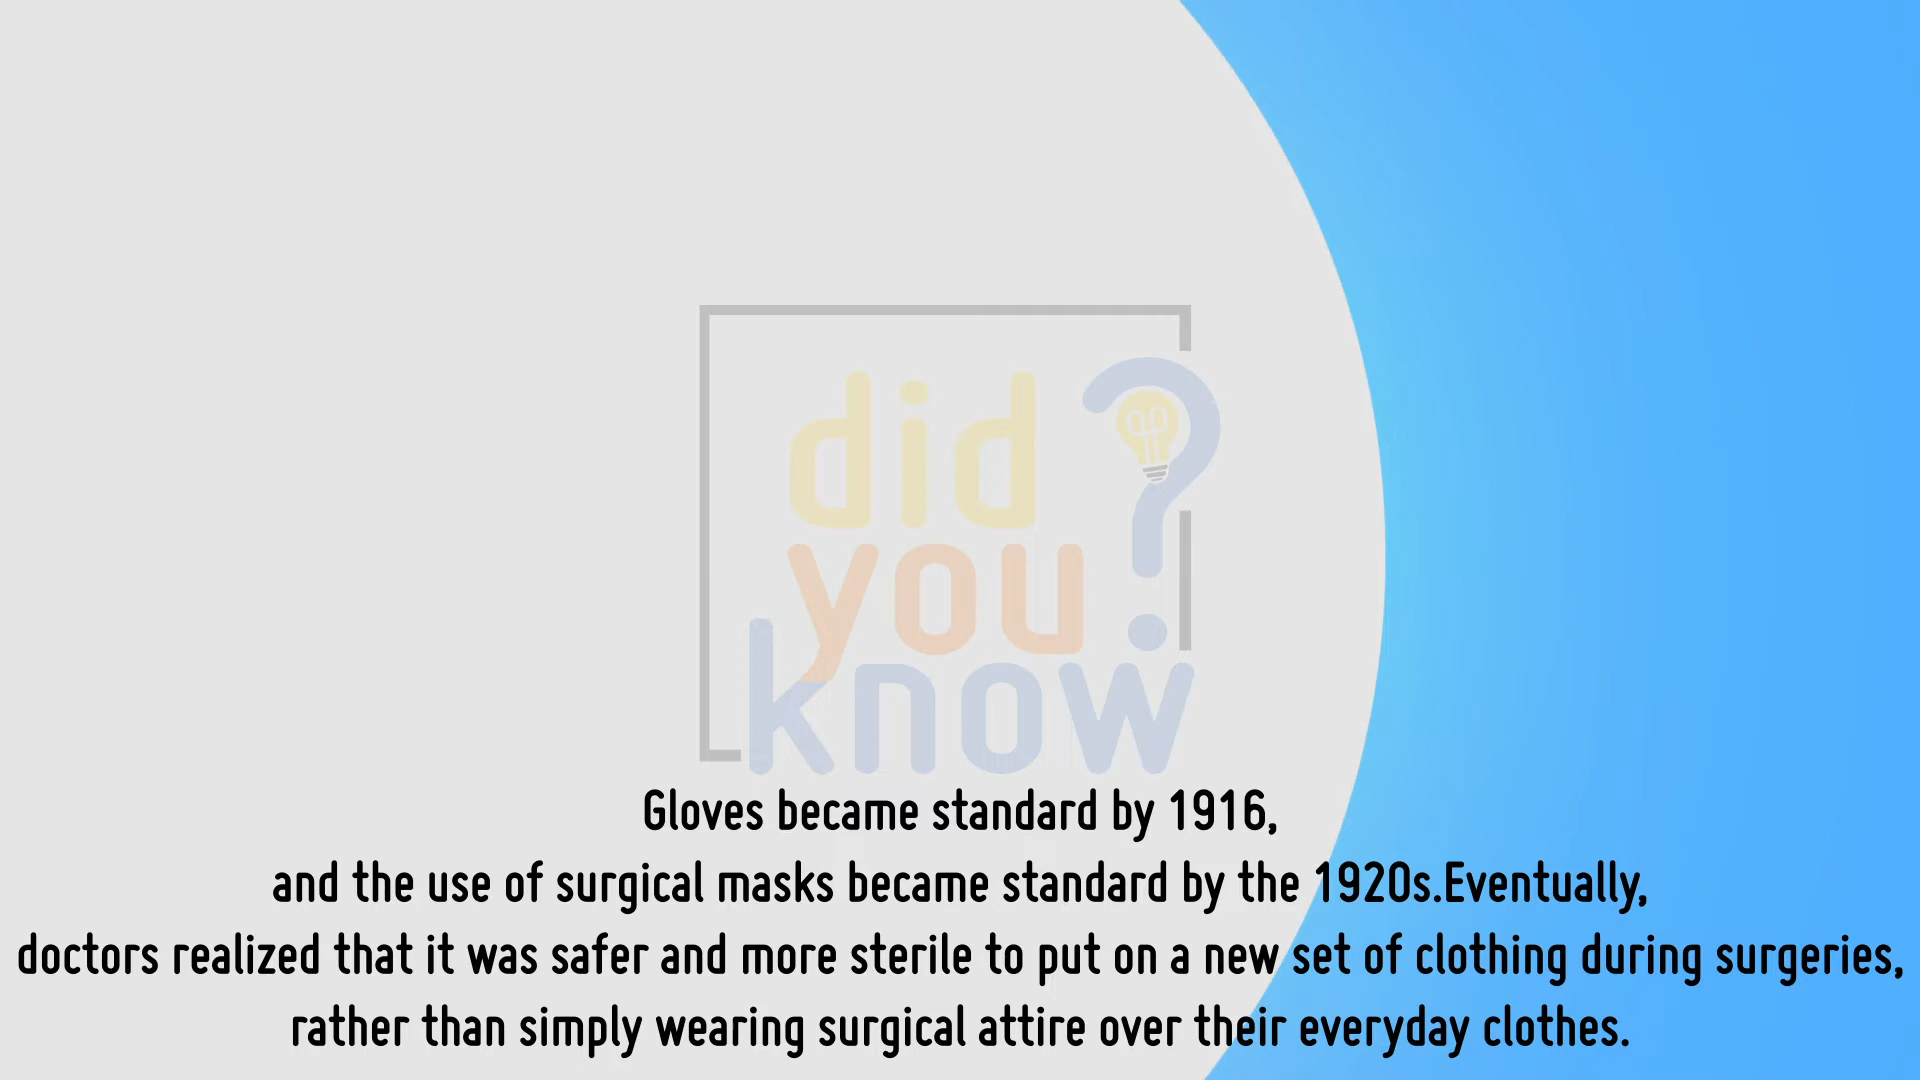 did
you ?
know
Gloves became standard by 1916,
and the use of surgical masks became standard by the 1920s.Eventually,
doctors realized that it was safer and more sterile to put on a new set of clothing during surgeries,
rather than simply wearing surgical attire over their everyday clothes.